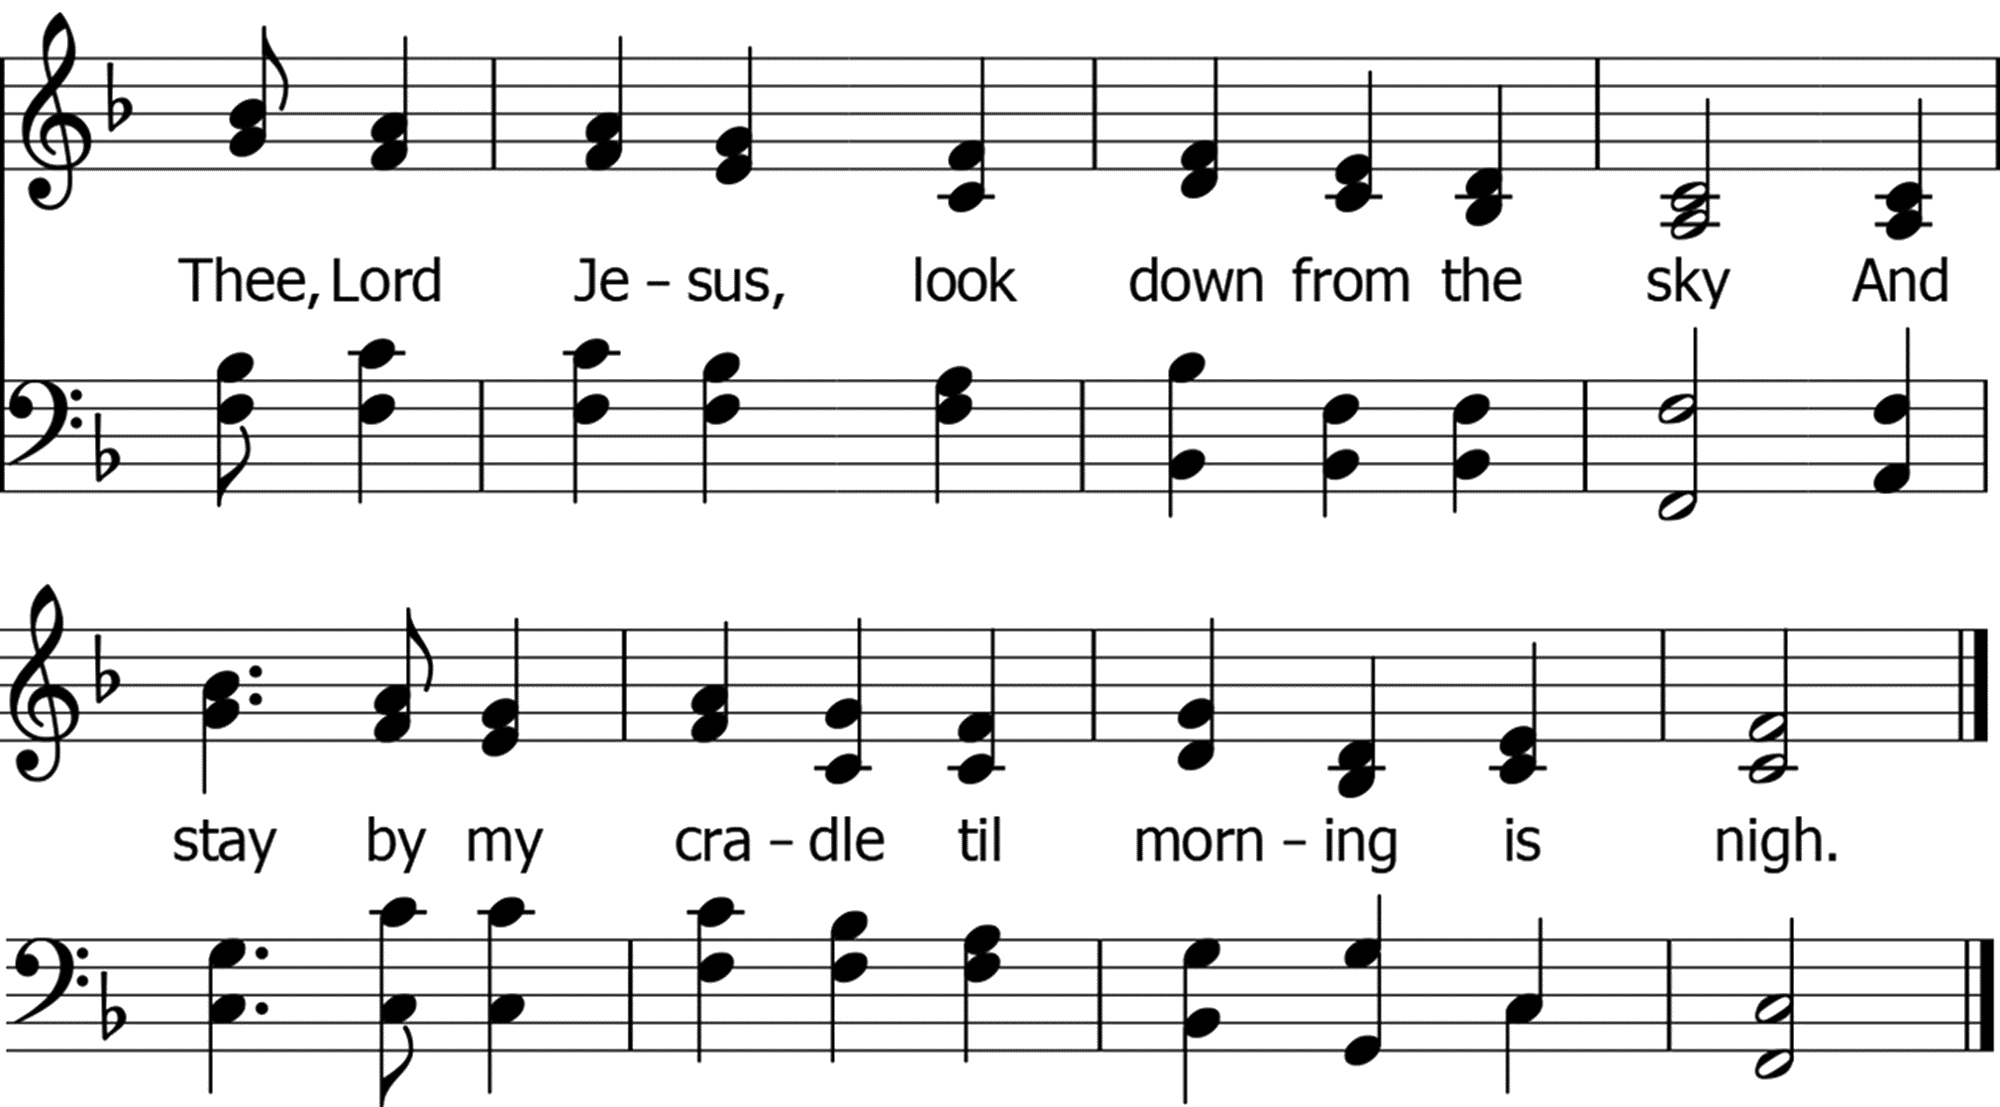 Thee, Lord Je – sus, look down from the sky And
stay by my cra – dle til morn – ing is nigh.